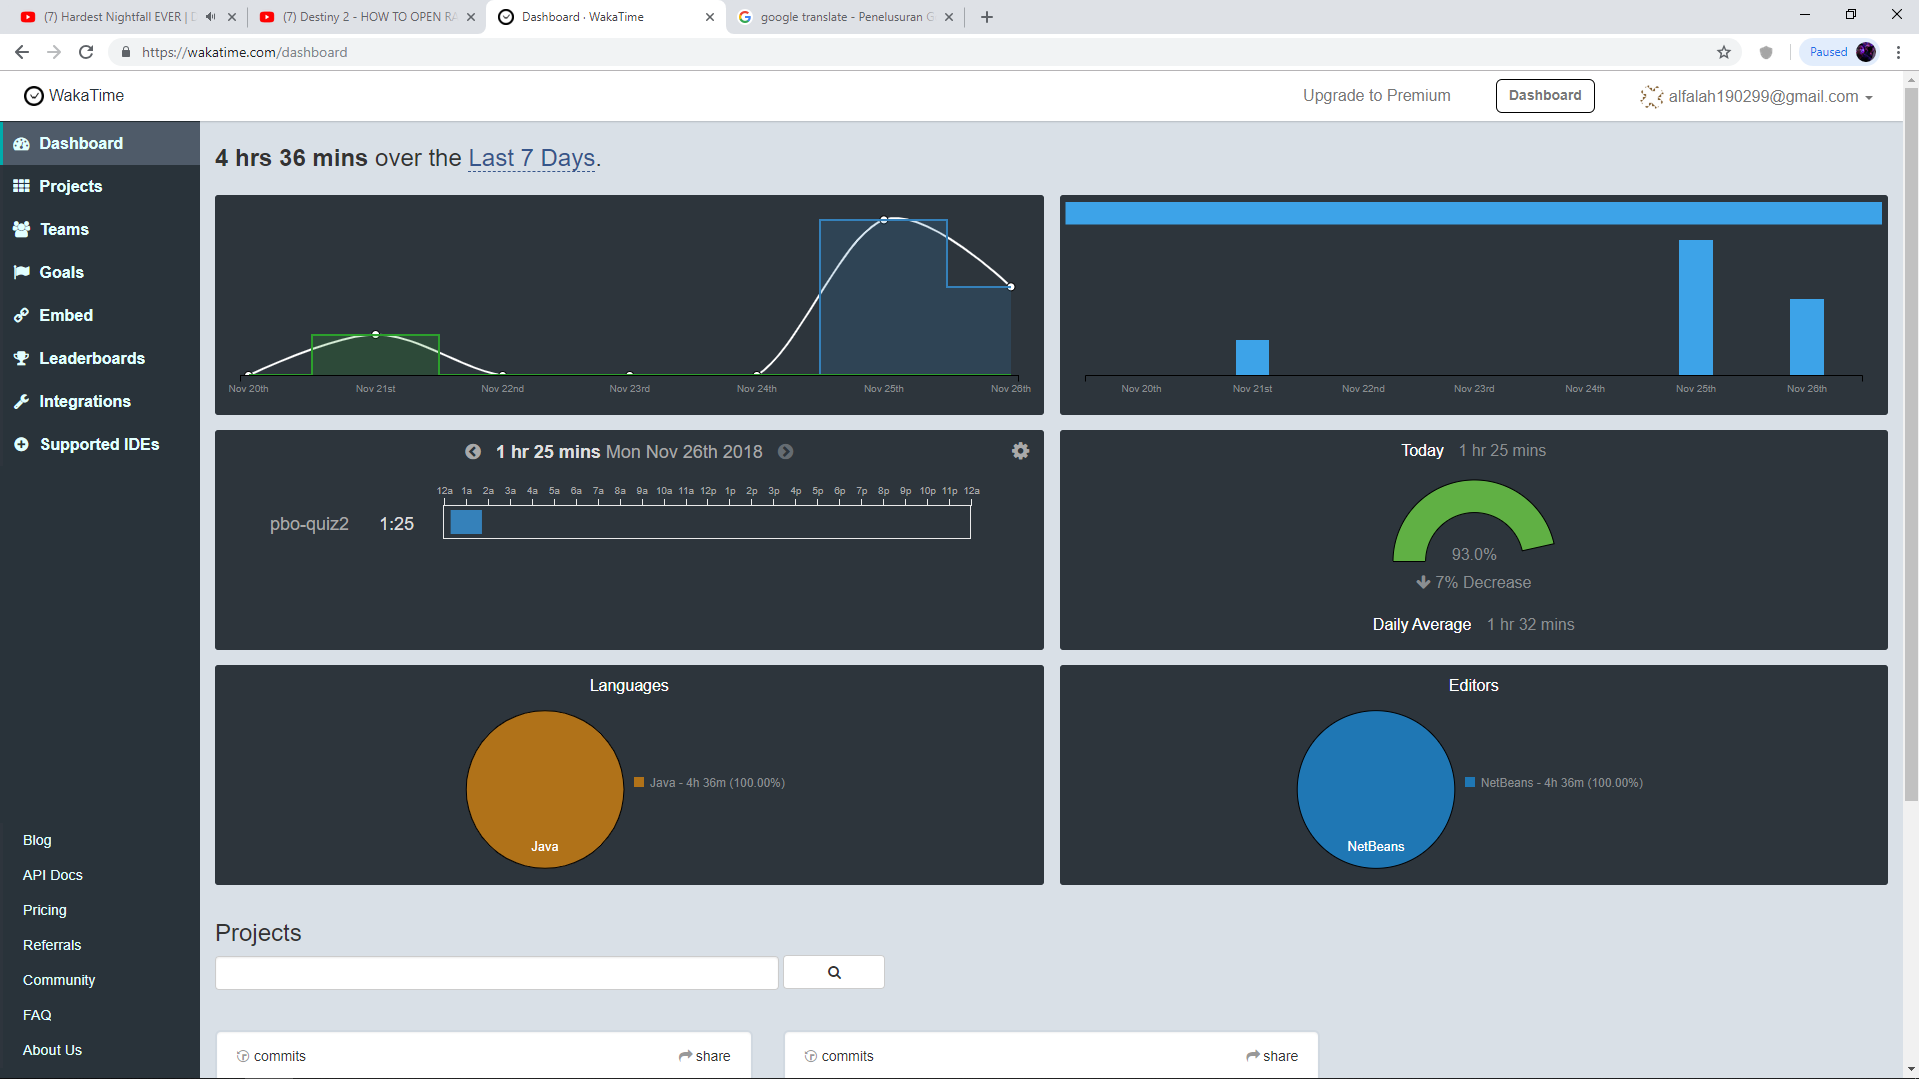 (7) Hardest Nightfall EVER | D
(7) Destiny 2 - HOW TO OPEN RA
Dashboard · WakaTime
google translate - Penelusuran G
https://wakatime.com/dashboard
Paused
WakaTime
Upgrade to Premium
Dashboard
alfalah190299@gmail.com
Dashboard
Projects
Teams
Goals
Embed
Leaderboards
Integrations
Supported IDEs
Blog
API Docs
Pricing
Referrals
Community
FAQ
About Us
4 hrs 36 mins over the Last 7 Days.
Nov 20th Nov 21st Nov 22nd Nov 23rd Nov 24th Nov 25th Nov 26th
Nov 20th Nov 21st Nov 22nd Nov 23rd Nov 24th Nov 25th Nov 26th
1 hr 25 mins Mon Nov 26th 2018
12a 1a 2a 3a 4a 5a 6a 7a 8a 9a 10a 11a 12p 1p 2p 3p 4p 5p 6p 7p 8p 9p 10p 11p 12a
pbo-quiz2 1:25
Today 1 hr 25 mins
93.0%
7% Decrease
Daily Average 1 hr 32 mins
Languages
Java - 4h 36m (100.00%)
Java
Editors
NetBeans - 4h 36m (100.00%)
NetBeans
Projects
commits share
commits share